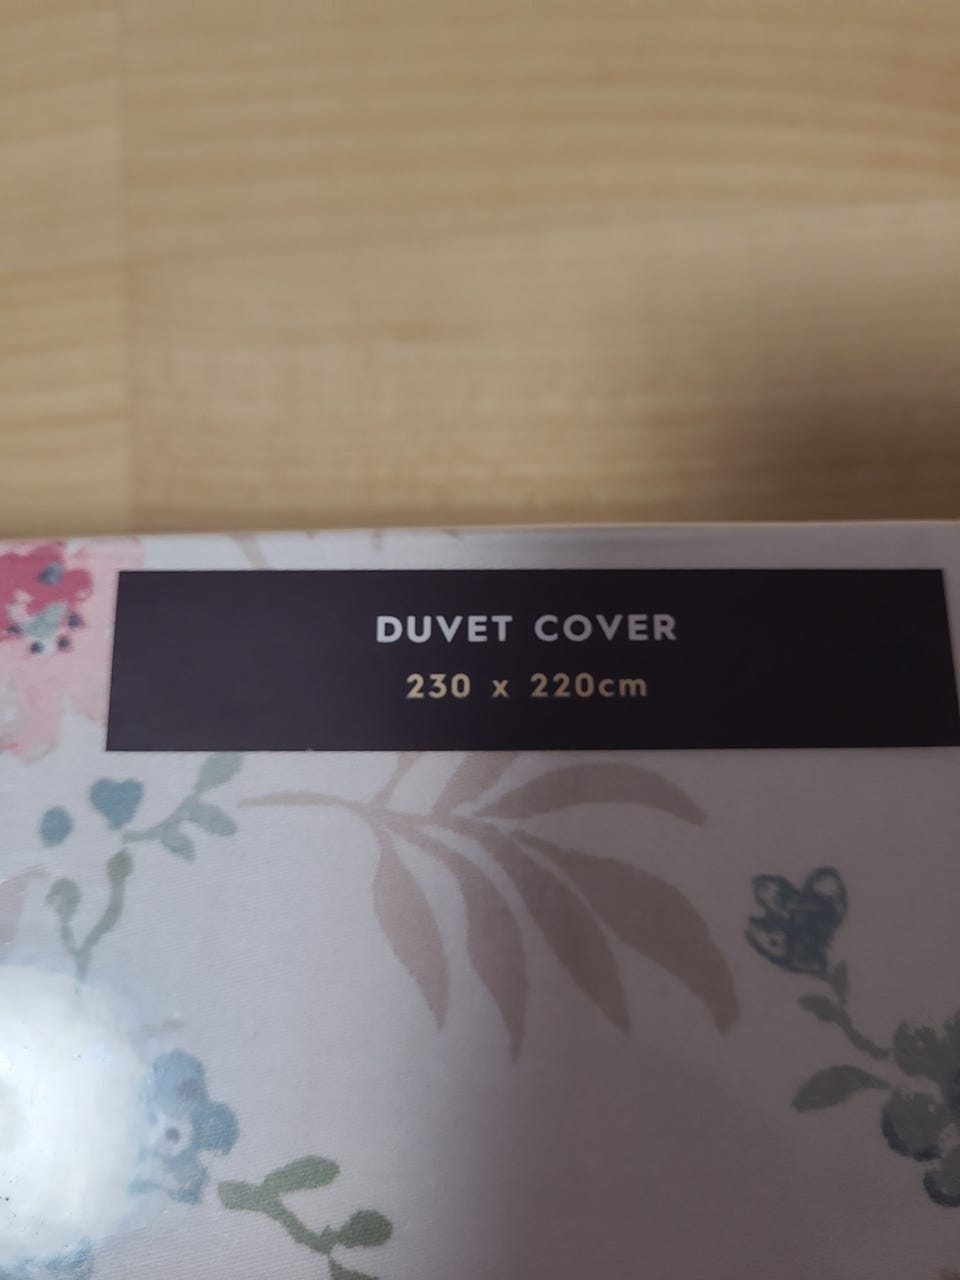 DUVET COVER
230 x 220cm